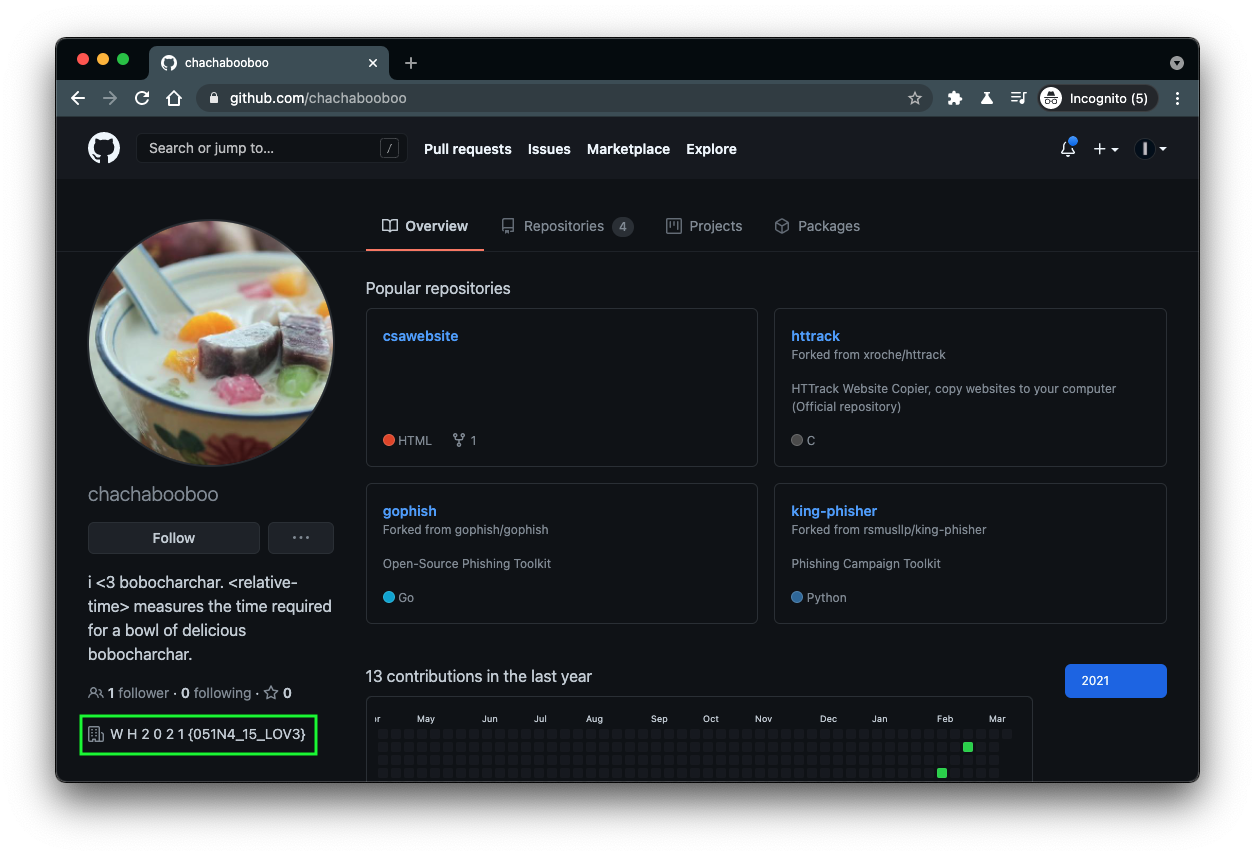 chachabooboo
github.com/chachabooboo
Incognito (5)
Search or jump to...
/
Pull requests
Issues
Marketplace
Explore
Overview
Repositories 4
Projects
Packages
Popular repositories
csawebsite
HTML 1
httrack
Forked from xroche/httrack
HTTrack Website Copier, copy websites to your computer
(Official repository)
C
gophish
Forked from gophish/gophish
Open-Source Phishing Toolkit
Go
king-phisher
Forked from rsmusllp/king-phisher
Phishing Campaign Toolkit
Python
chachabooboo
Follow
...
i <3 bobocharchar. <relative-
time> measures the time required
for a bowl of delicious
bobocharchar.
1 follower · 0 following · 0
W H 2 0 2 1 {051N4_15_LOV3}
13 contributions in the last year
2021
May Jun Jul Aug Sep Oct Nov Dec Jan Feb Mar